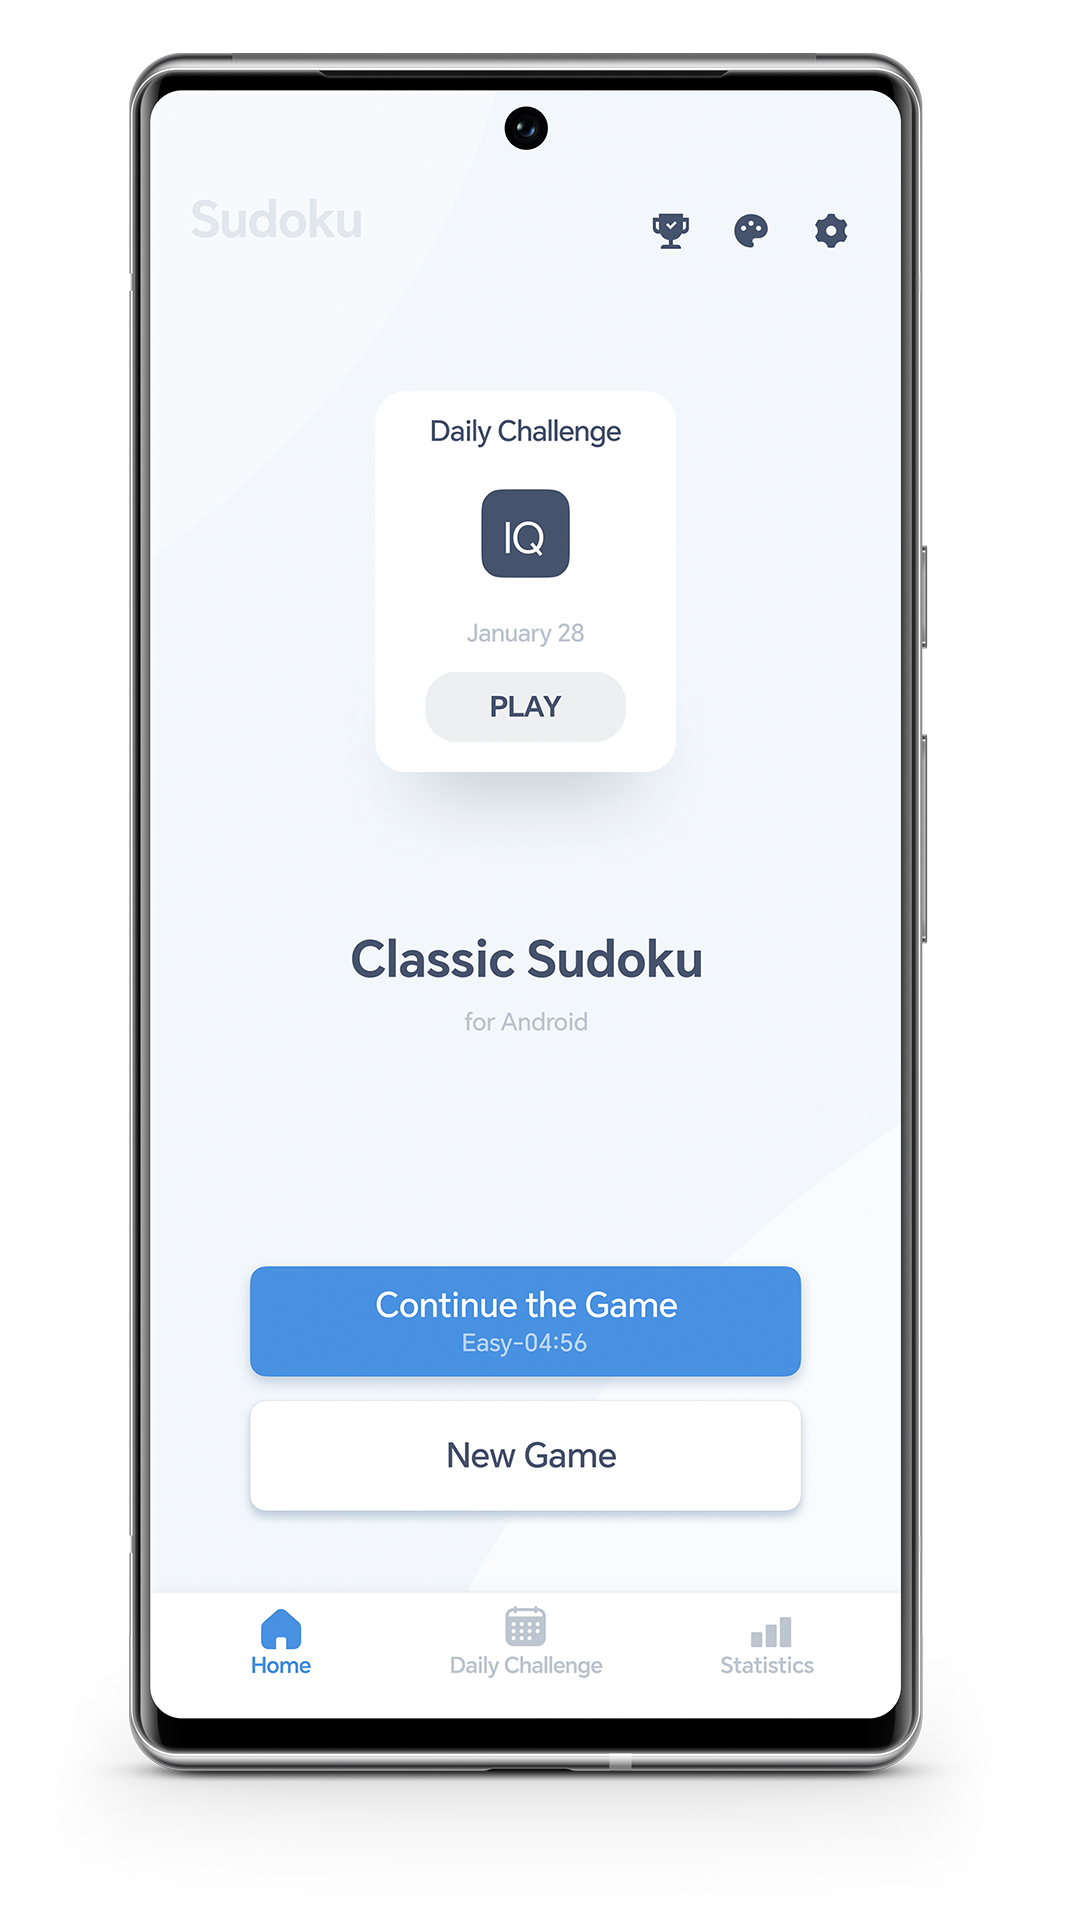 Sudoku
Daily Challenge
IQ
January 28
PLAY
Classic Sudoku
for Android
Continue the Game
Easy-04:56
New Game
Home
Daily Challenge
Statistics